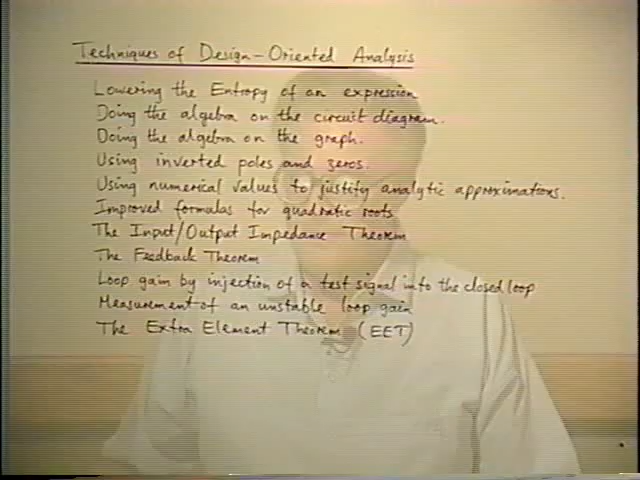 Techniques of Design-Oriented Analysis
Lowering the Entropy of an expression
Doing the algebra on the circuit diagram.
Doing the algebra on the graph.
Using inverted poles and zeros.
Using numerical values to justify analytic approximations.
Improved formulas for quadratic roots
The Input/Output Impedance Theorem
The Feedback Theorem
Loop gain by injection of a test signal into the closed loop
Measurement of an unstable loop gain
The Extra Element Theorem (EET)